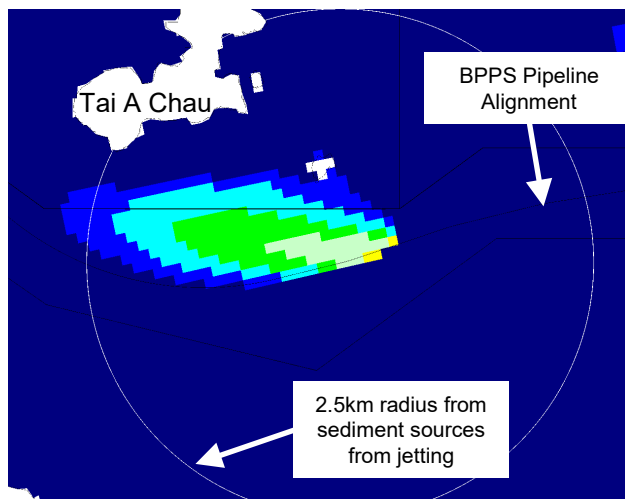 Tai A Chau
BPPS Pipeline
Alignment
2.5km radius from
sediment sources
from jetting